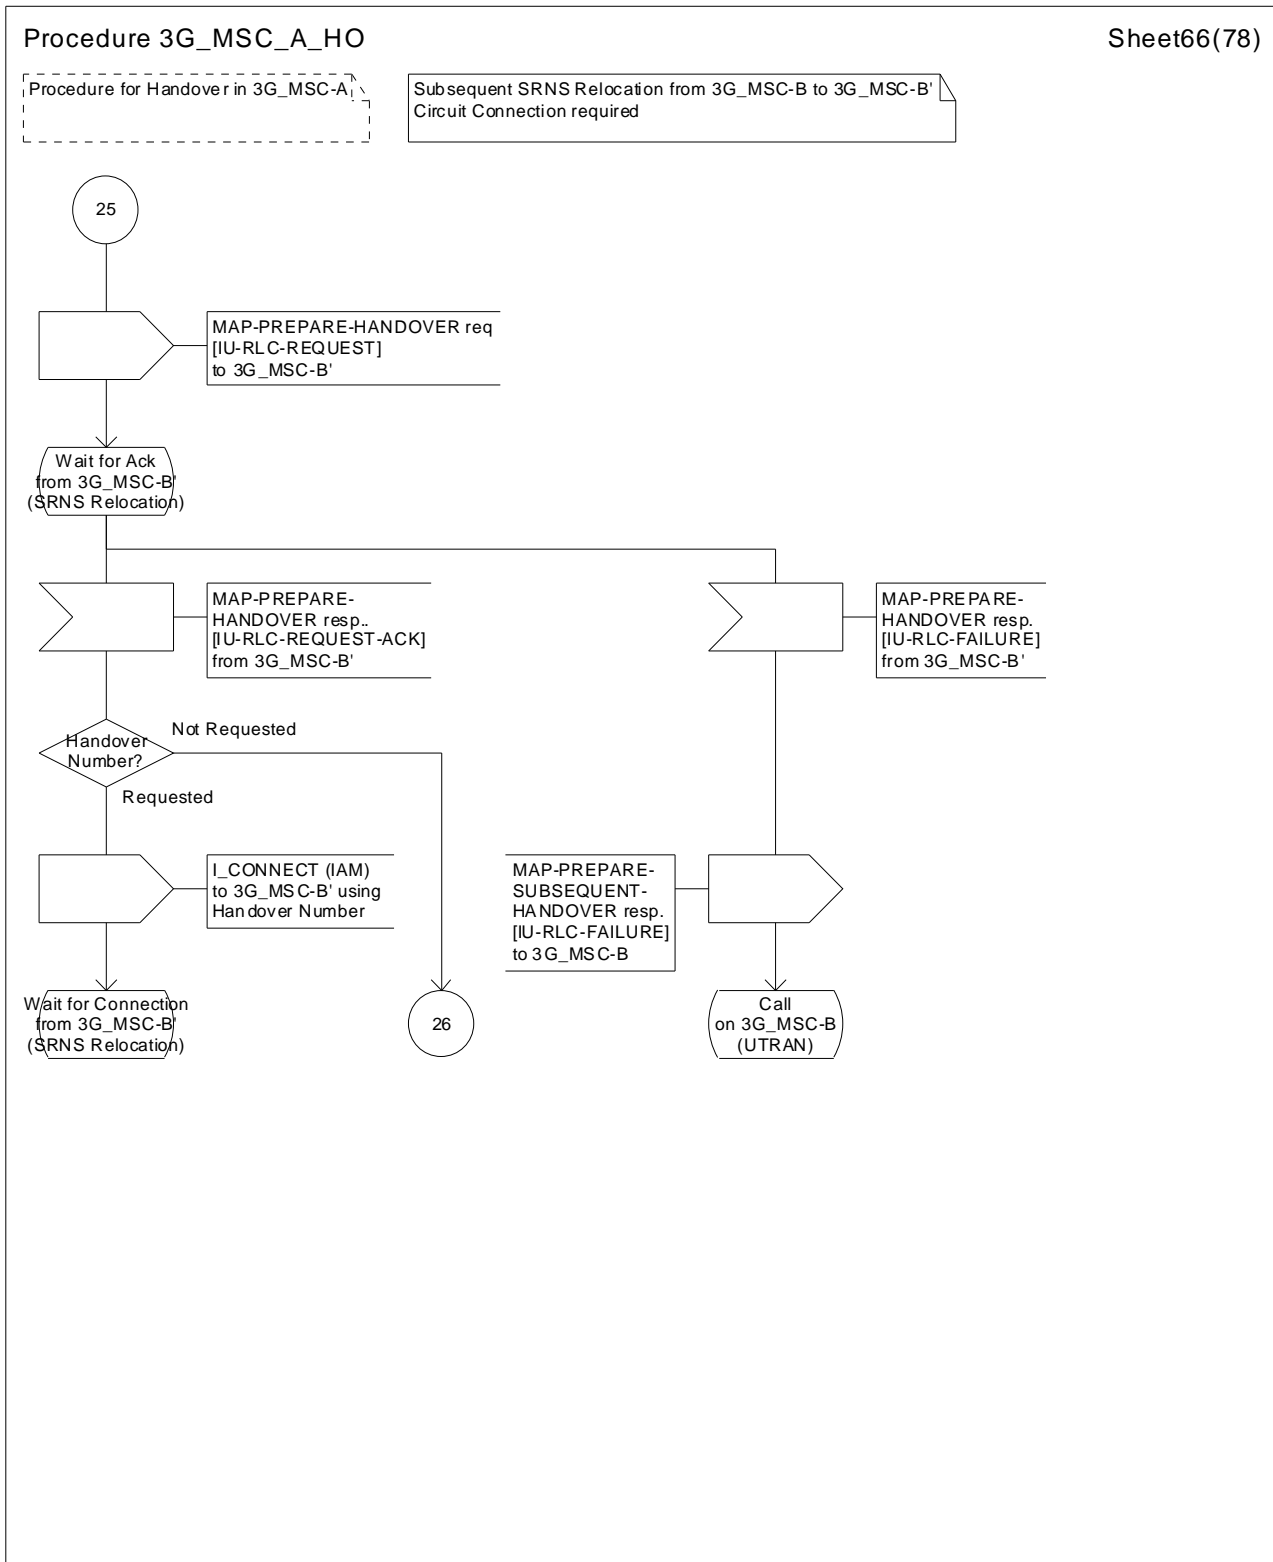 Procedure 3G_MSC_A_HO
Sheet66(78)
Procedure for Handover in 3G_MSC-A
Subsequent SRNS Relocation from 3G_MSC-B to 3G_MSC-B'
Circuit Connection required
25
MAP-PREPARE-HANDOVER req
[IU-RLC-REQUEST]
to 3G_MSC-B'
Wait for Ack
from 3G_MSC-B'
(SRNS Relocation)
MAP-PREPARE-
HANDOVER resp..
[IU-RLC-REQUEST-ACK]
from 3G_MSC-B'
MAP-PREPARE-
HANDOVER resp.
[IU-RLC-FAILURE]
from 3G_MSC-B'
Handover
Number?
Not Requested
Requested
I_CONNECT (IAM)
to 3G_MSC-B' using
Handover Number
MAP-PREPARE-
SUBSEQUENT-
HANDOVER resp.
[IU-RLC-FAILURE]
to 3G_MSC-B
Wait for Connection
from 3G_MSC-B'
(SRNS Relocation)
26
Call
on 3G_MSC-B
(UTRAN)